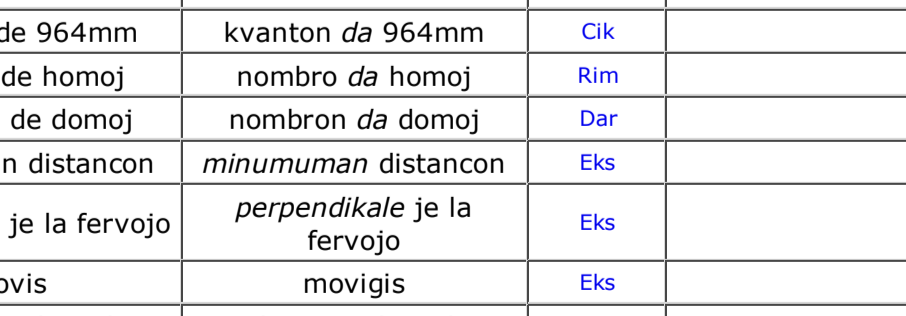 de 964mm kvanton da 964mm Cik
de homoj nombro da homoj Rim
de domoj nombron da domoj Dar
n distancon minumuman distancon Eks
je la fervojo perpendikale je la fervojo Eks
ovis movigis Eks